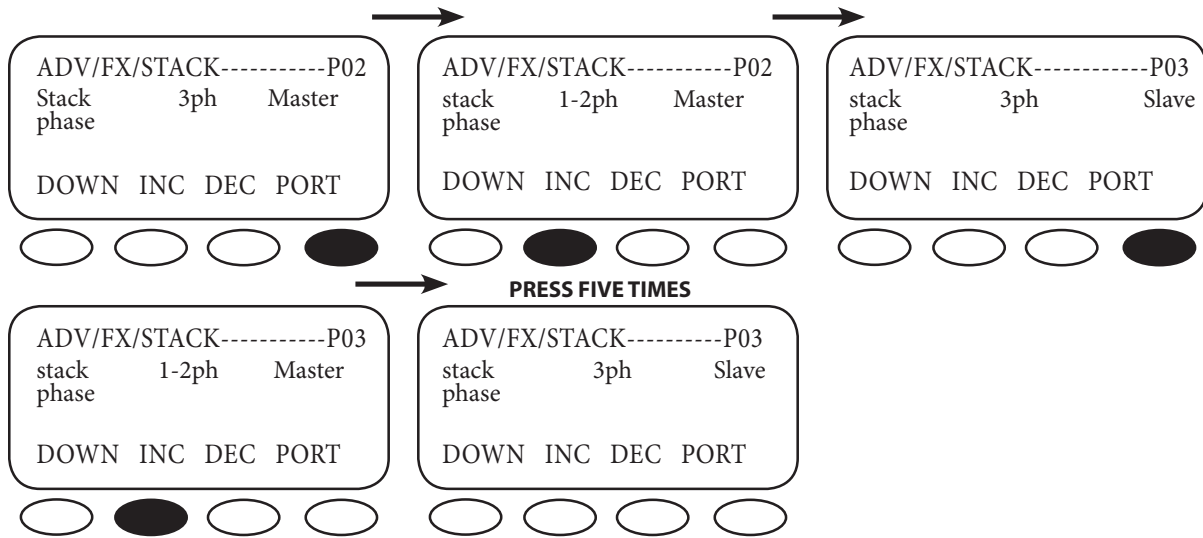 ADV/FX/STACK-----------P02
Stack 3ph Master
phase
DOWN INC DEC PORT
ADV/FX/STACK-----------P02
stack 1-2ph Master
phase
DOWN INC DEC PORT
ADV/FX/STACK-----------P03
stack 3ph Slave
phase
DOWN INC DEC PORT
PRESS FIVE TIMES
ADV/FX/STACK-----------P03
stack 1-2ph Master
phase
DOWN INC DEC PORT
ADV/FX/STACK----------P03
stack 3ph Slave
phase
DOWN INC DEC PORT